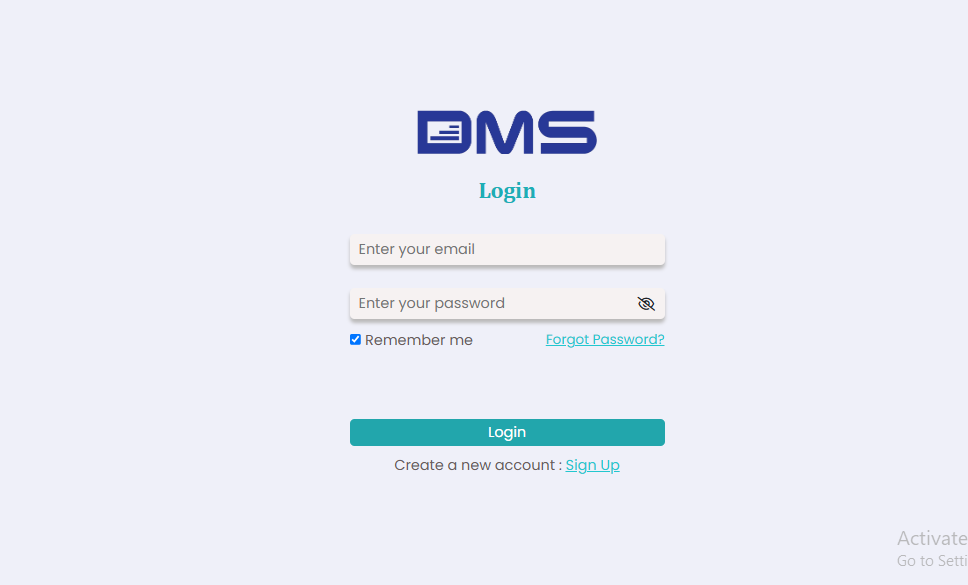 DMS
Login
Enter your email
Enter your password
Remember me Forgot Password?
Login
Create a new account : Sign Up
Activate
Go to Setti